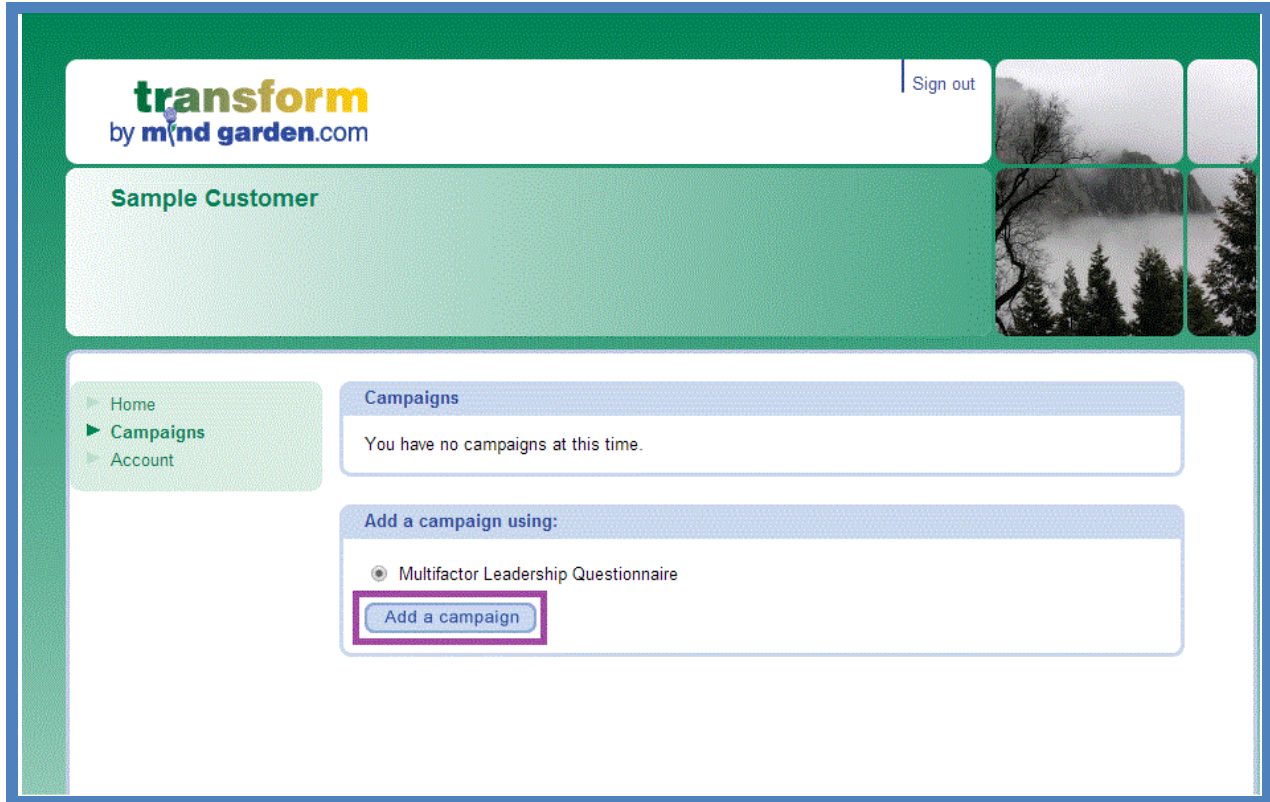 transform
by mind garden.com
Sign out
Sample Customer
Home
Campaigns
Account
Campaigns
You have no campaigns at this time.
Add a campaign using:
Multifactor Leadership Questionnaire
Add a campaign